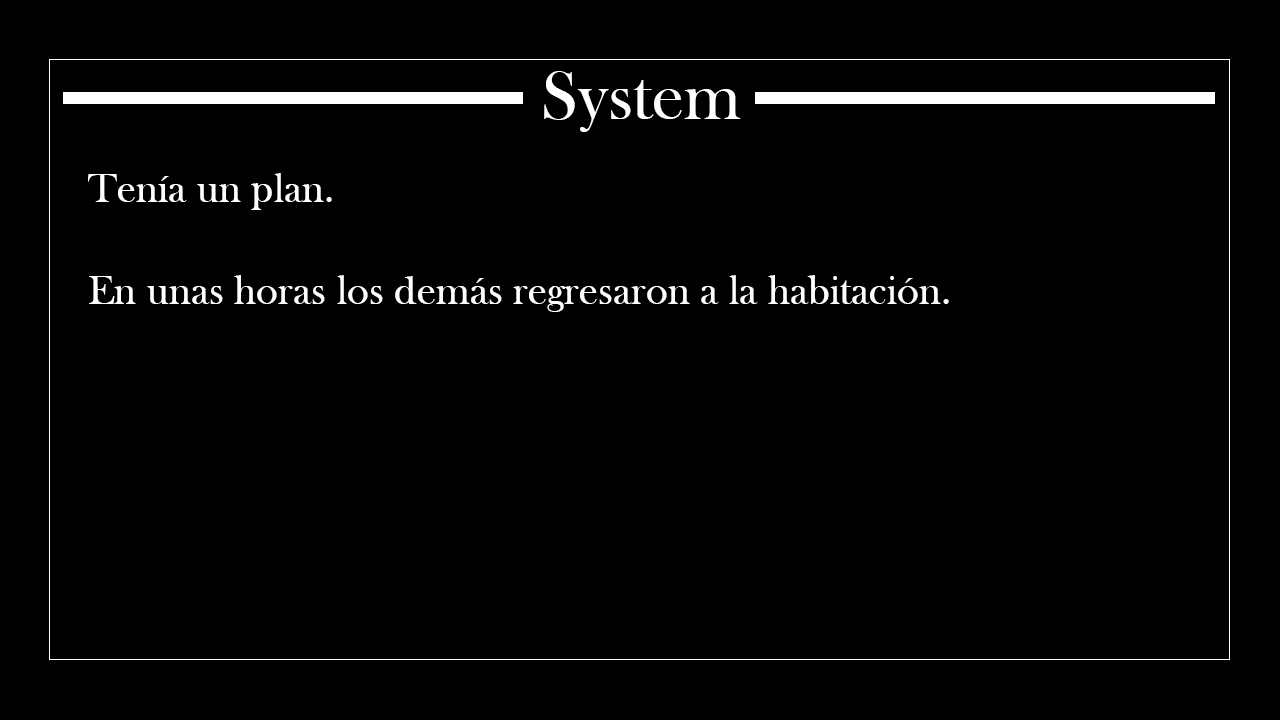 System
Tenía un plan.
En unas horas los demás regresaron a la habitación.